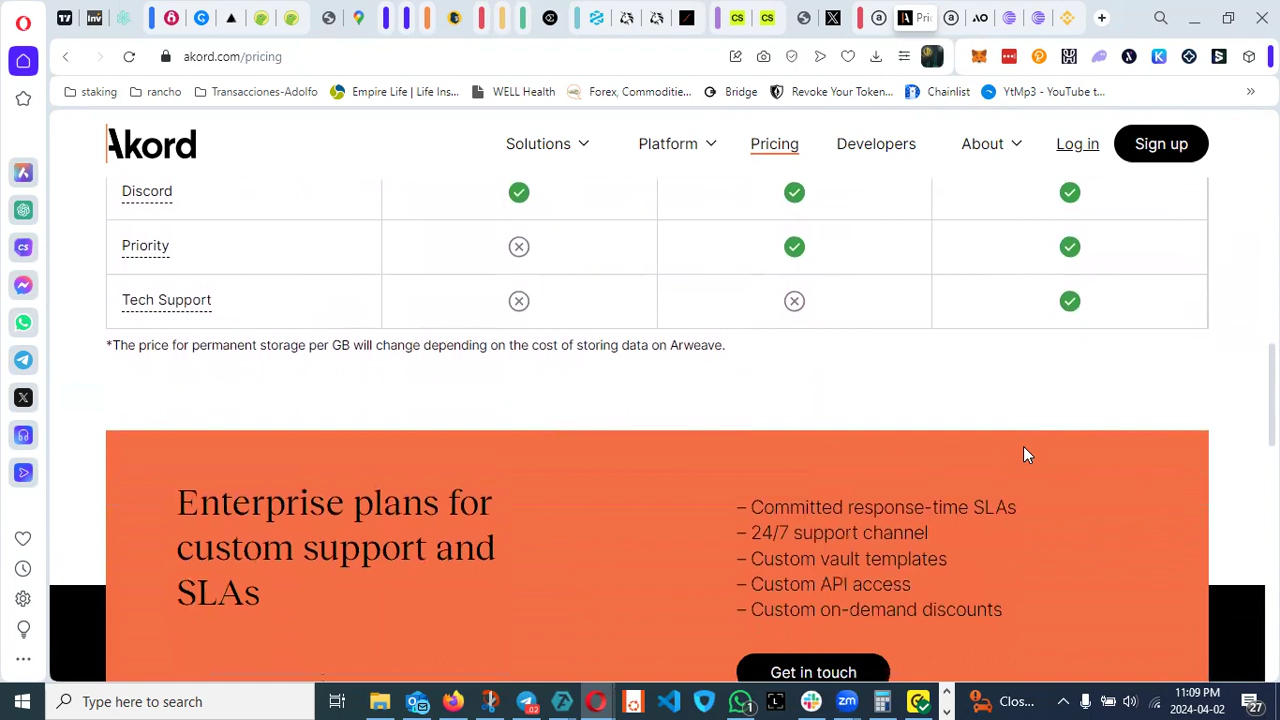 Pri
akord.com/pricing
staking
rancho
Transacciones-Adolfo
Empire Life | Life Ins...
WELL Health
Forex, Commoditie...
Bridge
Revoke Your Token...
Chainlist
YtMp3 - YouTube t...
Akord
Solutions
Platform
Pricing
Developers
About
Log in
Sign up
Discord
Priority
Tech Support
*The price for permanent storage per GB will change depending on the cost of storing data on Arweave.
Enterprise plans for
custom support and
SLAs
– Committed response-time SLAs
– 24/7 support channel
– Custom vault templates
– Custom API access
– Custom on-demand discounts
Get in touch
Type here to search
Clos...
11:09 PM
2024-04-02
27